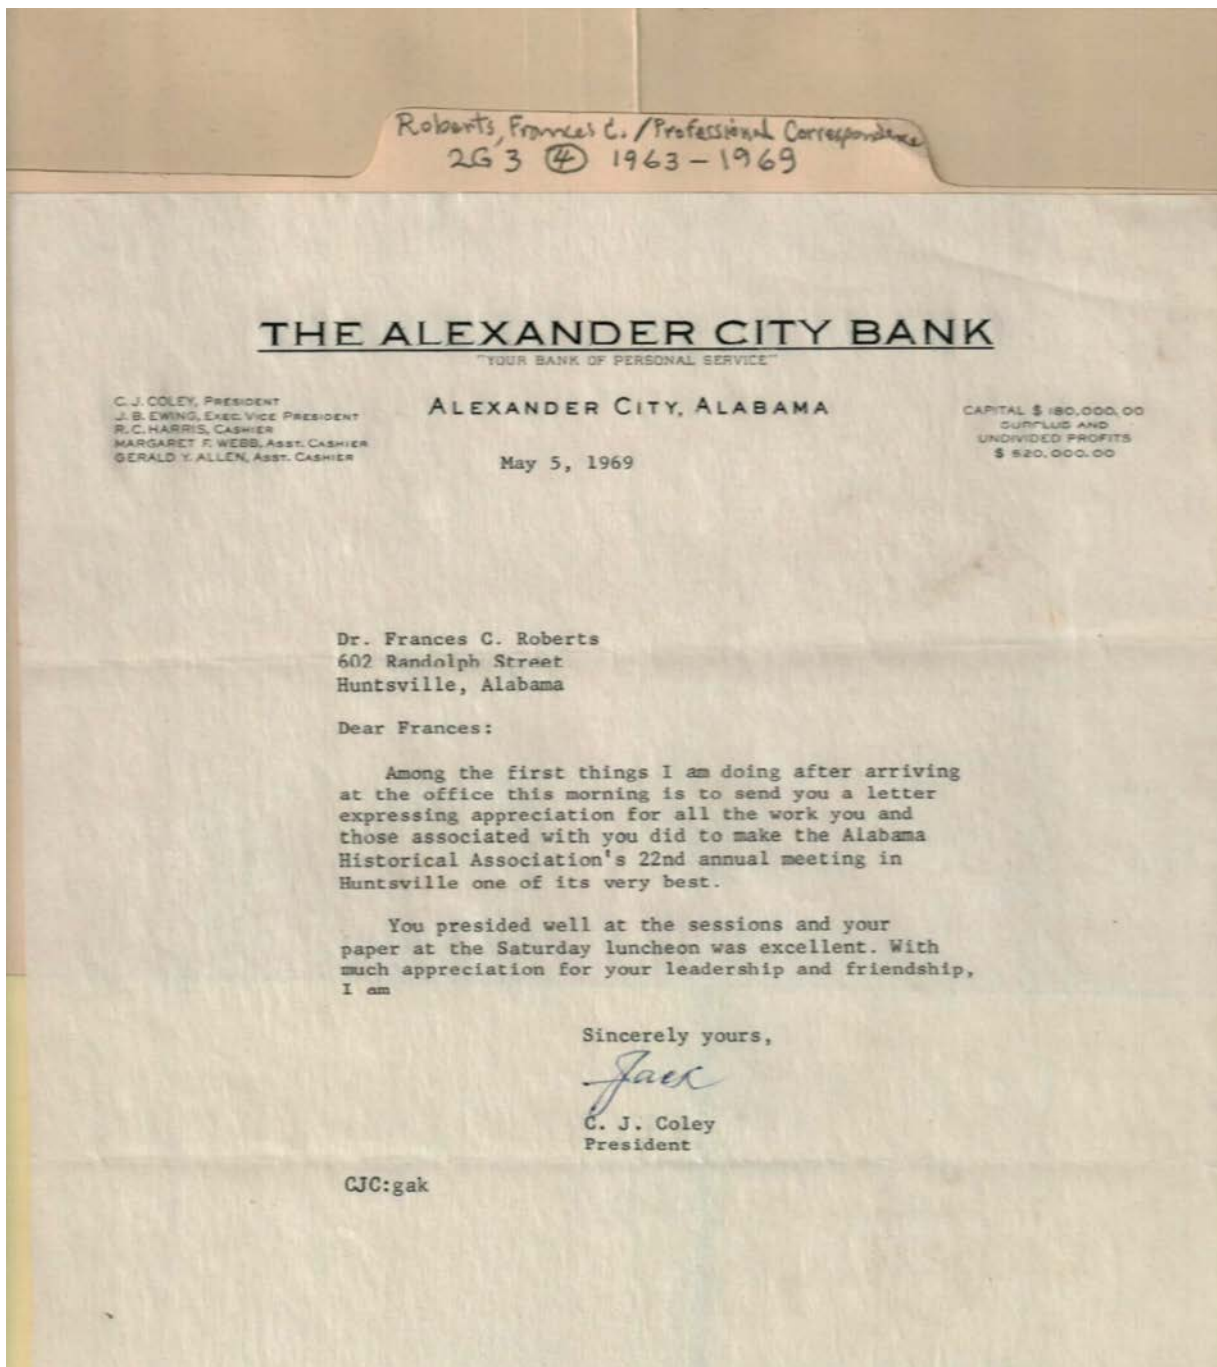 Roberts, Frances C. / Professional Correspondence
2G 3 ④ 1963-1969
THE ALEXANDER CITY BANK
"YOUR BANK OF PERSONAL SERVICE"
C. J. COLEY, PRESIDENT
J. B. EWING, EXEC. VICE PRESIDENT
R. C. HARRIS, CASHIER
MARGARET F. WEBB, ASST. CASHIER
GERALD Y. ALLEN, ASST. CASHIER
ALEXANDER CITY, ALABAMA
CAPITAL $ 180,000.00
SURPLUS AND
UNDIVIDED PROFITS
$ 520,000.00
May 5, 1969
Dr. Frances C. Roberts
602 Randolph Street
Huntsville, Alabama
Dear Frances:
Among the first things I am doing after arriving
at the office this morning is to send you a letter
expressing appreciation for all the work you and
those associated with you did to make the Alabama
Historical Association's 22nd annual meeting in
Huntsville one of its very best.
You presided well at the sessions and your
paper at the Saturday luncheon was excellent. With
much appreciation for your leadership and friendship,
I am
Sincerely yours,
Jack
C. J. Coley
President
CJC:gak